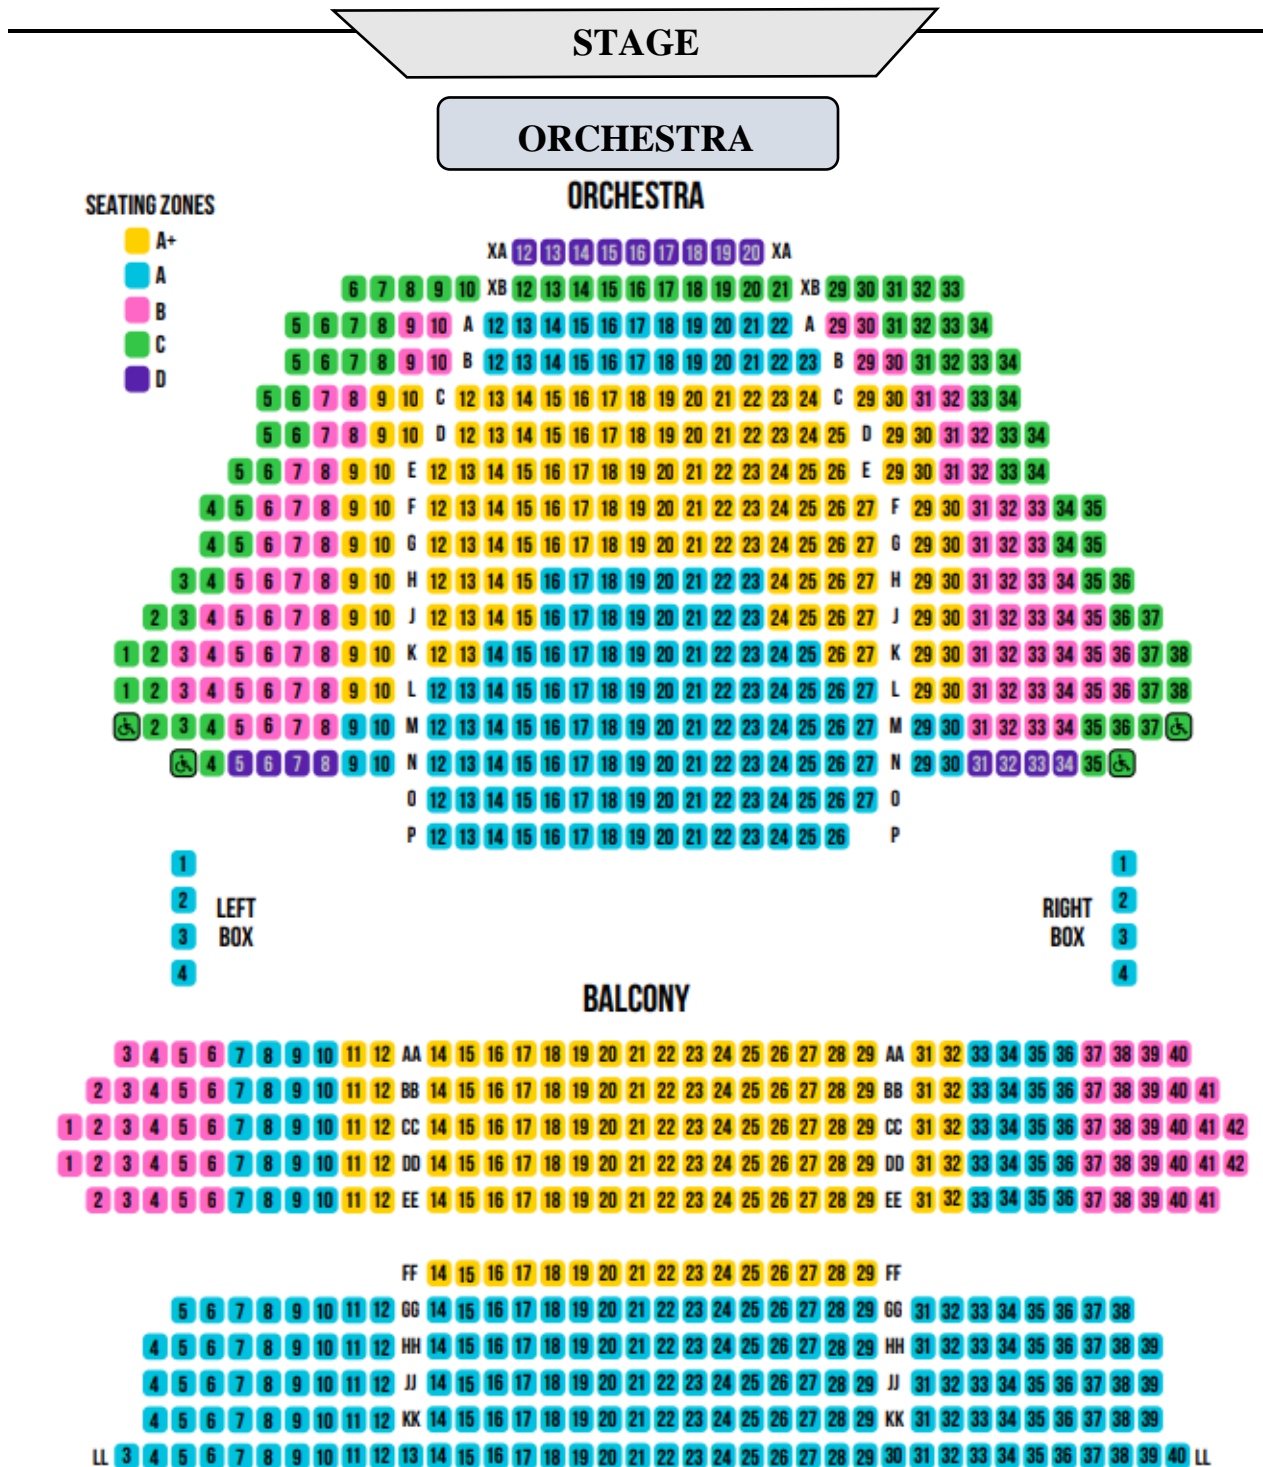 STAGE
ORCHESTRA
ORCHESTRA
SEATING ZONES
A+
A
B
C
D
XA 12 13 14 15 16 17 18 19 20 XA
6 7 8 9 10 XB 12 13 14 15 16 17 18 19 20 21 XB 29 30 31 32 33
5 6 7 8 9 10 A 12 13 14 15 16 17 18 19 20 21 22 A 29 30 31 32 33 34
5 6 7 8 9 10 B 12 13 14 15 16 17 18 19 20 21 22 23 B 29 30 31 32 33 34
5 6 7 8 9 10 C 12 13 14 15 16 17 18 19 20 21 22 23 24 C 29 30 31 32 33 34
5 6 7 8 9 10 D 12 13 14 15 16 17 18 19 20 21 22 23 24 25 D 29 30 31 32 33 34
5 6 7 8 9 10 E 12 13 14 15 16 17 18 19 20 21 22 23 24 25 26 E 29 30 31 32 33 34
4 5 6 7 8 9 10 F 12 13 14 15 16 17 18 19 20 21 22 23 24 25 26 27 F 29 30 31 32 33 34 35
4 5 6 7 8 9 10 G 12 13 14 15 16 17 18 19 20 21 22 23 24 25 26 27 G 29 30 31 32 33 34 35
3 4 5 6 7 8 9 10 H 12 13 14 15 16 17 18 19 20 21 22 23 24 25 26 27 H 29 30 31 32 33 34 35 36
2 3 4 5 6 7 8 9 10 J 12 13 14 15 16 17 18 19 20 21 22 23 24 25 26 27 J 29 30 31 32 33 34 35 36 37
1 2 3 4 5 6 7 8 9 10 K 12 13 14 15 16 17 18 19 20 21 22 23 24 25 26 27 K 29 30 31 32 33 34 35 36 37 38
1 2 3 4 5 6 7 8 9 10 L 12 13 14 15 16 17 18 19 20 21 22 23 24 25 26 27 L 29 30 31 32 33 34 35 36 37 38
2 3 4 5 6 7 8 9 10 M 12 13 14 15 16 17 18 19 20 21 22 23 24 25 26 27 M 29 30 31 32 33 34 35 36 37
4 5 6 7 8 9 10 N 12 13 14 15 16 17 18 19 20 21 22 23 24 25 26 27 N 29 30 31 32 33 34 35
O 12 13 14 15 16 17 18 19 20 21 22 23 24 25 26 27 O
P 12 13 14 15 16 17 18 19 20 21 22 23 24 25 26 P
1
2
3
4
LEFT
BOX
RIGHT
BOX
1
2
3
4
BALCONY
3 4 5 6 7 8 9 10 11 12 AA 14 15 16 17 18 19 20 21 22 23 24 25 26 27 28 29 AA 31 32 33 34 35 36 37 38 39 40
2 3 4 5 6 7 8 9 10 11 12 BB 14 15 16 17 18 19 20 21 22 23 24 25 26 27 28 29 BB 31 32 33 34 35 36 37 38 39 40 41
1 2 3 4 5 6 7 8 9 10 11 12 CC 14 15 16 17 18 19 20 21 22 23 24 25 26 27 28 29 CC 31 32 33 34 35 36 37 38 39 40 41 42
1 2 3 4 5 6 7 8 9 10 11 12 DD 14 15 16 17 18 19 20 21 22 23 24 25 26 27 28 29 DD 31 32 33 34 35 36 37 38 39 40 41 42
2 3 4 5 6 7 8 9 10 11 12 EE 14 15 16 17 18 19 20 21 22 23 24 25 26 27 28 29 EE 31 32 33 34 35 36 37 38 39 40 41
FF 14 15 16 17 18 19 20 21 22 23 24 25 26 27 28 29 FF
5 6 7 8 9 10 11 12 GG 14 15 16 17 18 19 20 21 22 23 24 25 26 27 28 29 GG 31 32 33 34 35 36 37 38
4 5 6 7 8 9 10 11 12 HH 14 15 16 17 18 19 20 21 22 23 24 25 26 27 28 29 HH 31 32 33 34 35 36 37 38 39
4 5 6 7 8 9 10 11 12 JJ 14 15 16 17 18 19 20 21 22 23 24 25 26 27 28 29 JJ 31 32 33 34 35 36 37 38 39
4 5 6 7 8 9 10 11 12 KK 14 15 16 17 18 19 20 21 22 23 24 25 26 27 28 29 KK 31 32 33 34 35 36 37 38 39
LL 3 4 5 6 7 8 9 10 11 12 13 14 15 16 17 18 19 20 21 22 23 24 25 26 27 28 29 30 31 32 33 34 35 36 37 38 39 40 LL